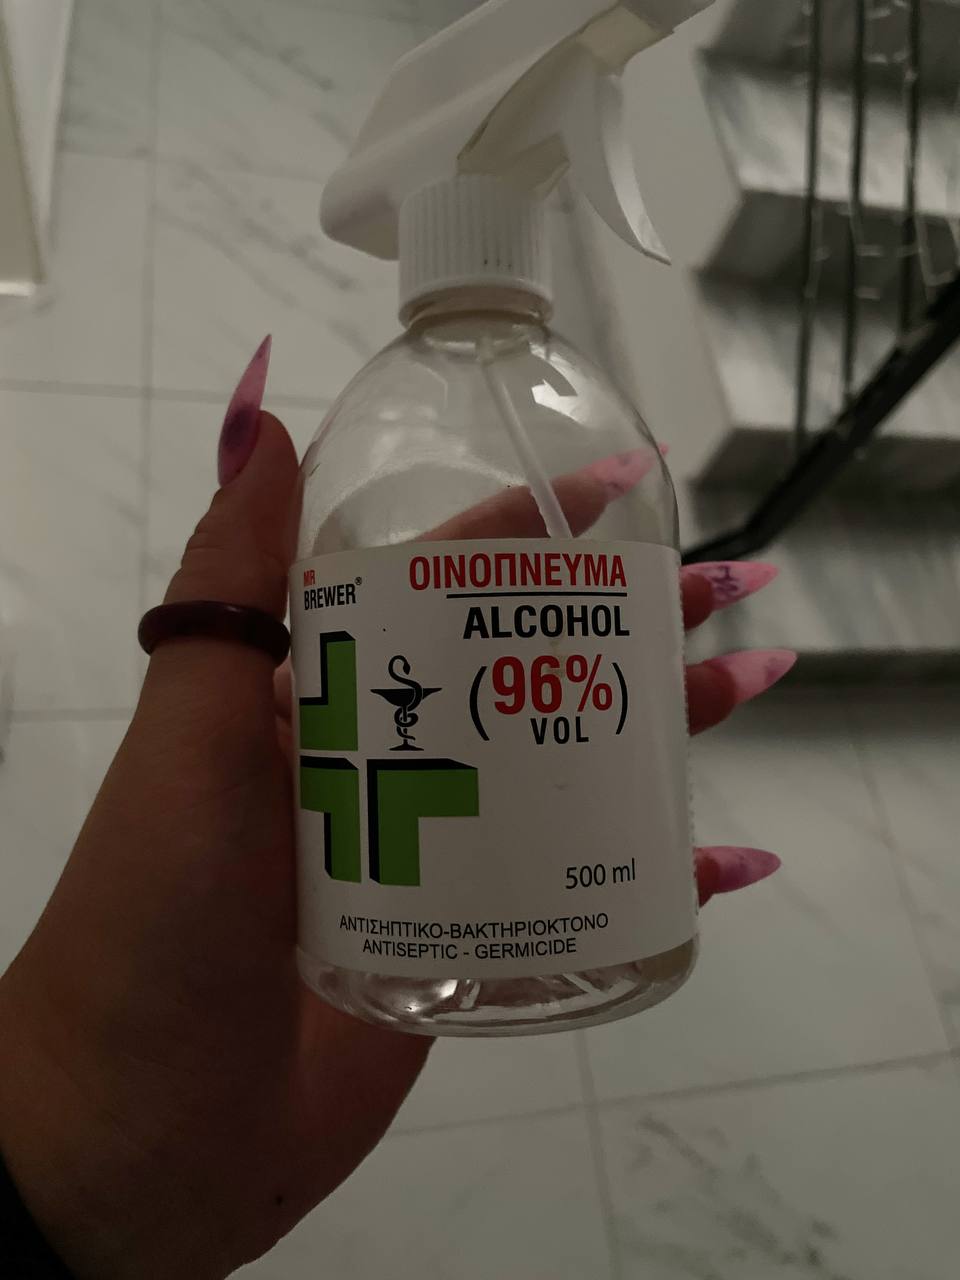 MR
BREWER®
ΟΙΝΟΠΝΕΥΜΑ
ALCOHOL
(96%)
VOL
500 ml
ΑΝΤΙΣΗΠΤΙΚΟ-ΒΑΚΤΗΡΙΟΚΤΟΝΟ
ANTISEPTIC - GERMICIDE